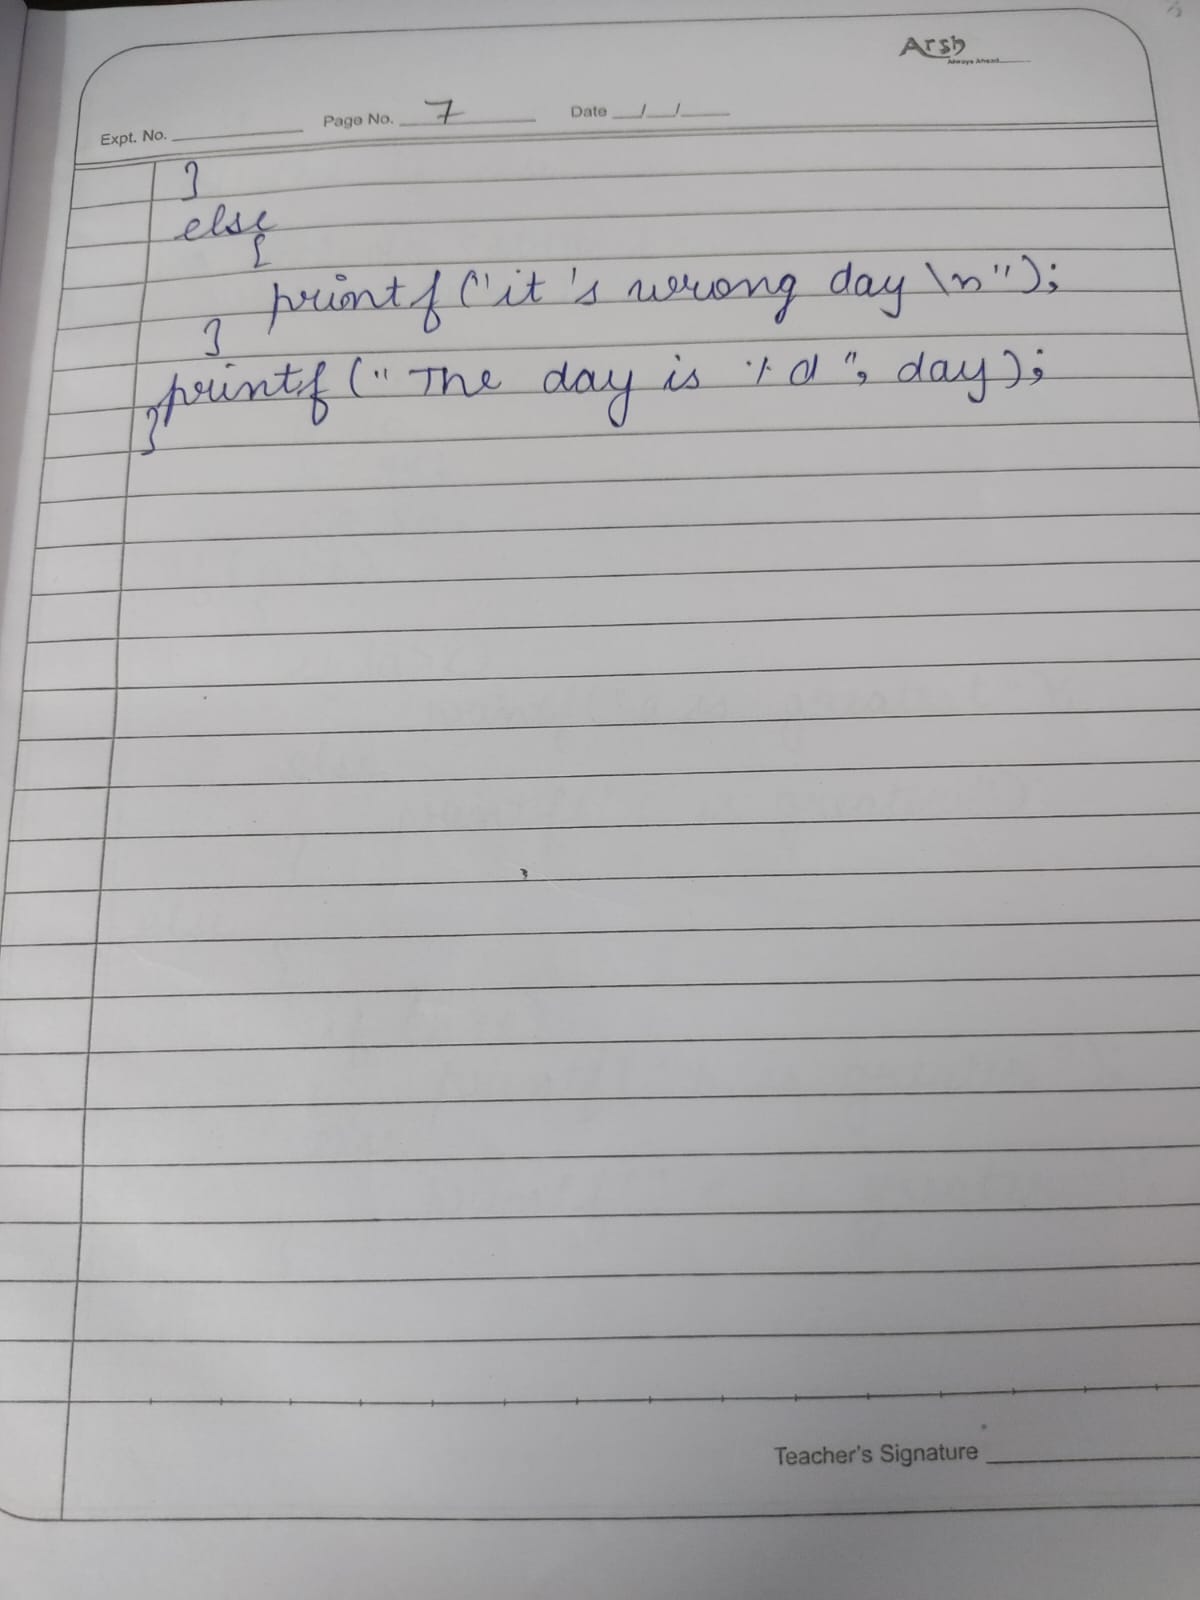 Arsh
Always Ahead
Expt. No.
Page No. 7
Date / /
}
else
{
printf("it's wrong day \n");
}
printf("The day is %d", day);
}
Teacher's Signature